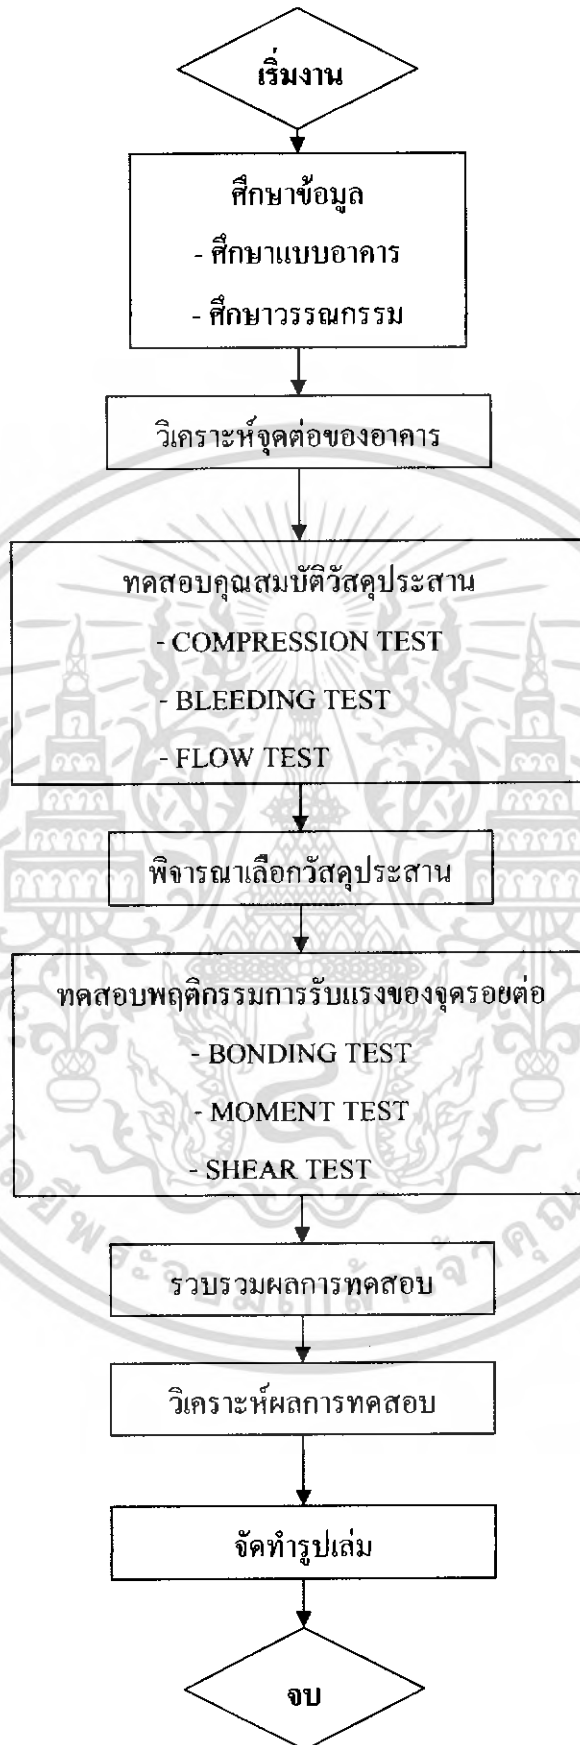 เริ่มงาน
ศึกษาข้อมูล
- ศึกษาแบบอาคาร
- ศึกษาวรรณกรรม
วิเคราะห์จุดต่อของอาคาร
ทดสอบคุณสมบัติวัสดุประสาน
- COMPRESSION TEST
- BLEEDING TEST
- FLOW TEST
พิจารณาเลือกวัสดุประสาน
ทดสอบพฤติกรรมการรับแรงของจุดรอยต่อ
- BONDING TEST
- MOMENT TEST
- SHEAR TEST
รวบรวมผลการทดสอบ
วิเคราะห์ผลการทดสอบ
จัดทำรูปเล่ม
จบ